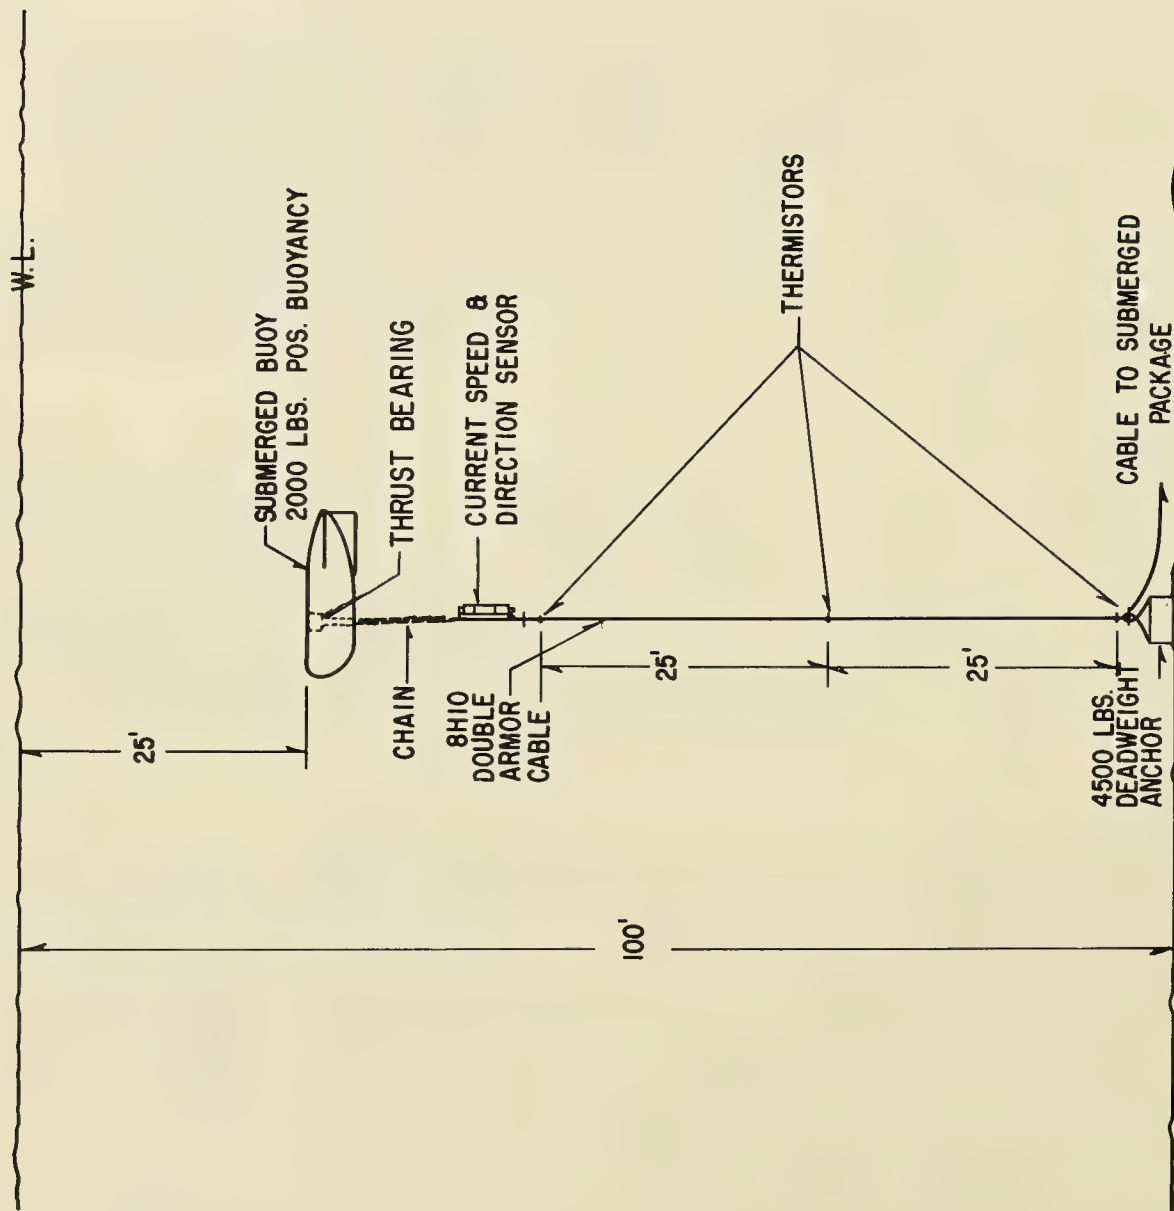 W.L.
SUBMERGED BUOY
2000 LBS. POS. BUOYANCY
THRUST BEARING
CURRENT SPEED &
DIRECTION SENSOR
CHAIN
25'
8H10
DOUBLE
ARMOR
CABLE
THERMISTORS
25'
25'
100'
4500 LBS.
DEADWEIGHT
ANCHOR
CABLE TO SUBMERGED
PACKAGE